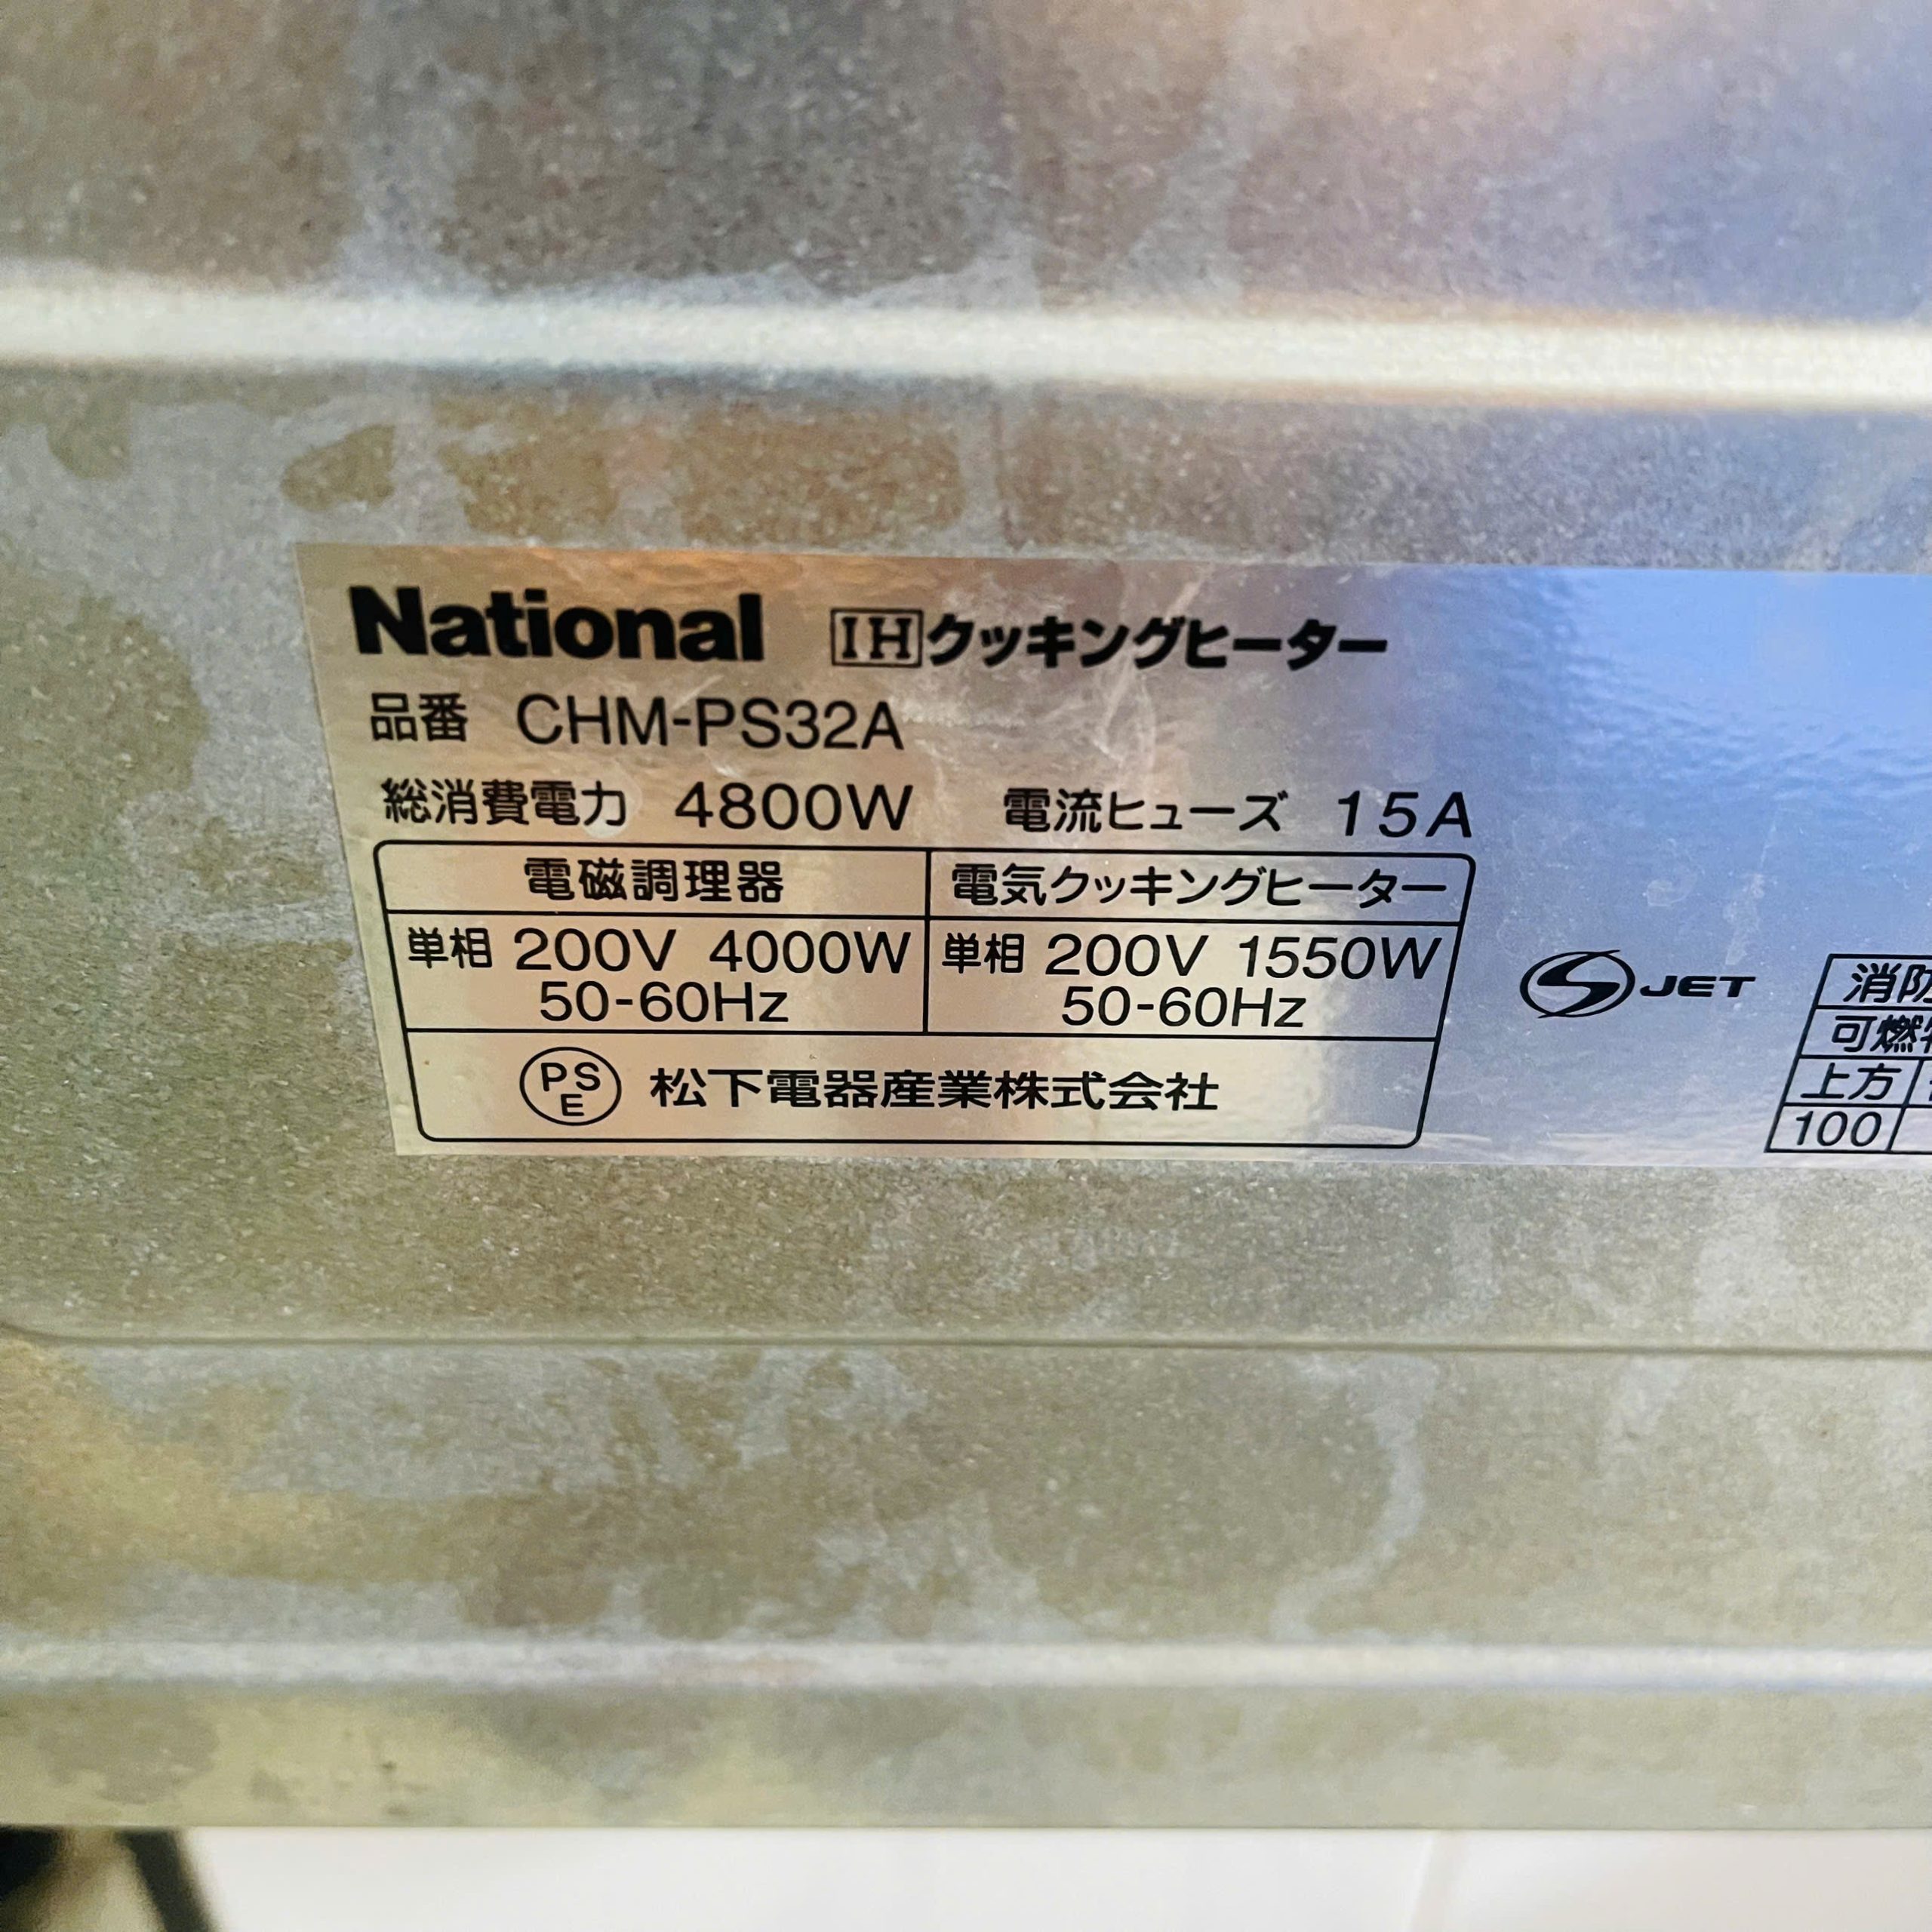 National IHクッキングヒーター
品番 CHM-PS32A
総消費電力 4800W 電流ヒューズ 15A
電磁調理器 電気クッキングヒーター
単相 200V 4000W 単相 200V 1550W
50-60Hz 50-60Hz
PSE 松下電器産業株式会社
S JET
消防
可燃物
上方
100